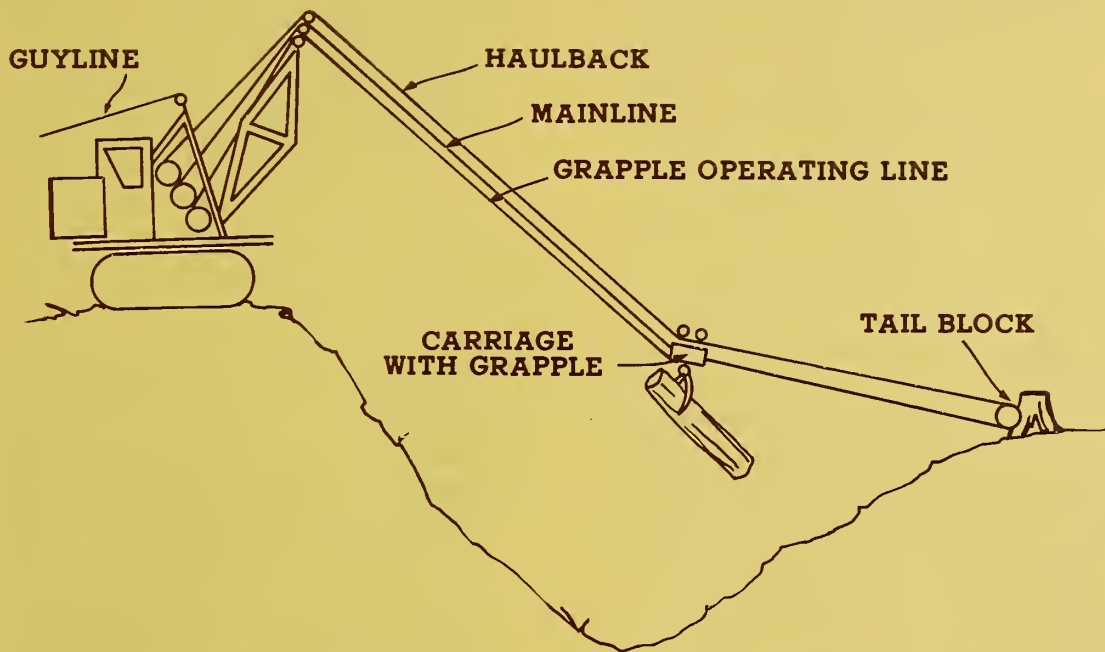 GUYLINE
HAULBACK
MAINLINE
GRAPPLE OPERATING LINE
CARRIAGE
WITH GRAPPLE
TAIL BLOCK